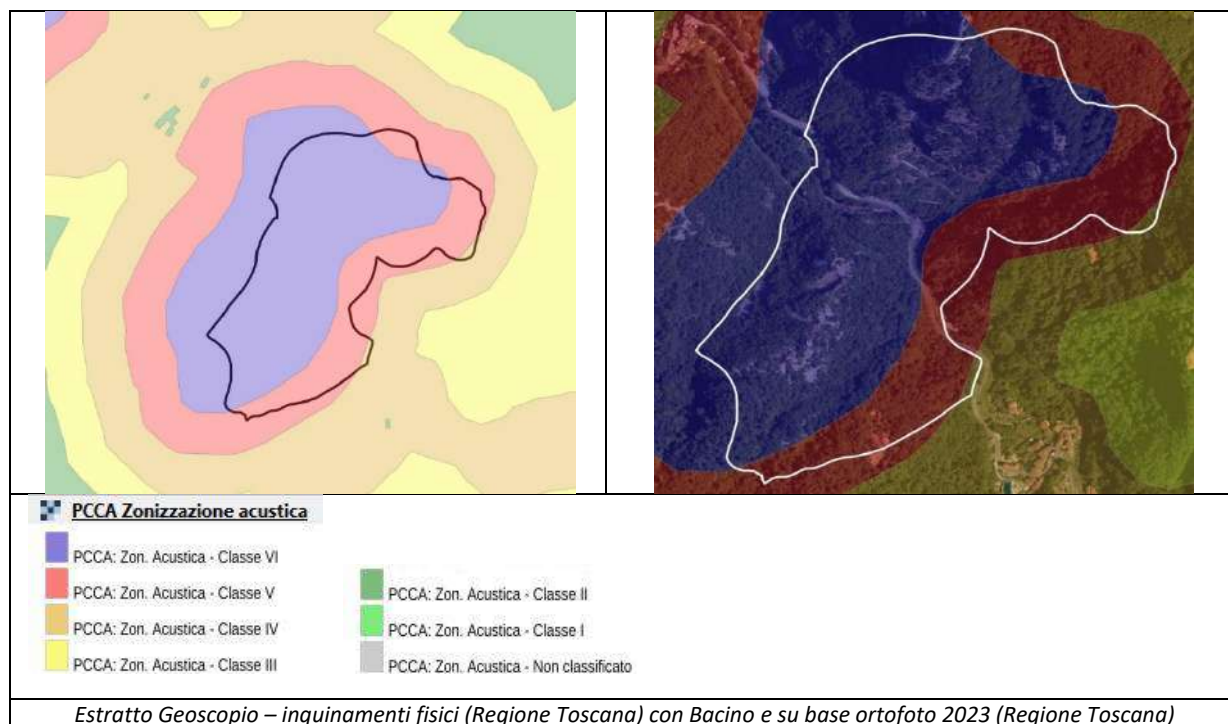 PCCA Zonizzazione acustica
PCCA: Zon. Acustica - Classe VI
PCCA: Zon. Acustica - Classe V
PCCA: Zon. Acustica - Classe IV
PCCA: Zon. Acustica - Classe III
PCCA: Zon. Acustica - Classe II
PCCA: Zon. Acustica - Classe I
PCCA: Zon. Acustica - Non classificato
Estratto Geoscopio – inquinamenti fisici (Regione Toscana) con Bacino e su base ortofoto 2023 (Regione Toscana)